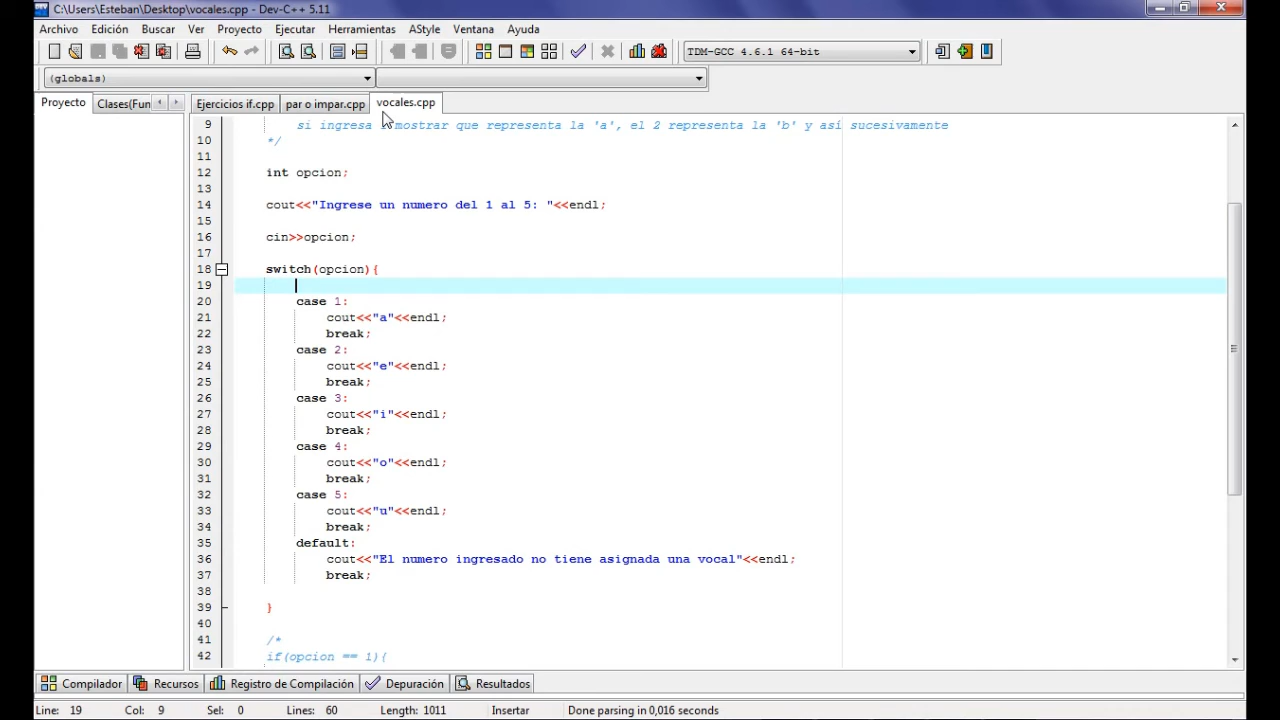 C:\Users\Esteban\Desktop\vocales.cpp - Dev-C++ 5.11
Archivo Edición Buscar Ver Proyecto Ejecutar Herramientas AStyle Ventana Ayuda
TDM-GCC 4.6.1 64-bit
(globals)
Proyecto Clases(Fun Ejercicios if.cpp par o impar.cpp vocales.cpp
9 si ingresa mostrar que representa la 'a', el 2 representa la 'b' y así sucesivamente
10 */
11
12 int opcion;
13
14 cout<<"Ingrese un numero del 1 al 5: "<<endl;
15
16 cin>>opcion;
17
18 switch(opcion){
19
20 case 1:
21 cout<<"a"<<endl;
22 break;
23 case 2:
24 cout<<"e"<<endl;
25 break;
26 case 3:
27 cout<<"i"<<endl;
28 break;
29 case 4:
30 cout<<"o"<<endl;
31 break;
32 case 5:
33 cout<<"u"<<endl;
34 break;
35 default:
36 cout<<"El numero ingresado no tiene asignada una vocal"<<endl;
37 break;
38
39 }
40
41 /*
42 if(opcion == 1){
Compilador Recursos Registro de Compilación Depuración Resultados
Line: 19 Col: 9 Sel: 0 Lines: 60 Length: 1011 Insertar Done parsing in 0,016 seconds